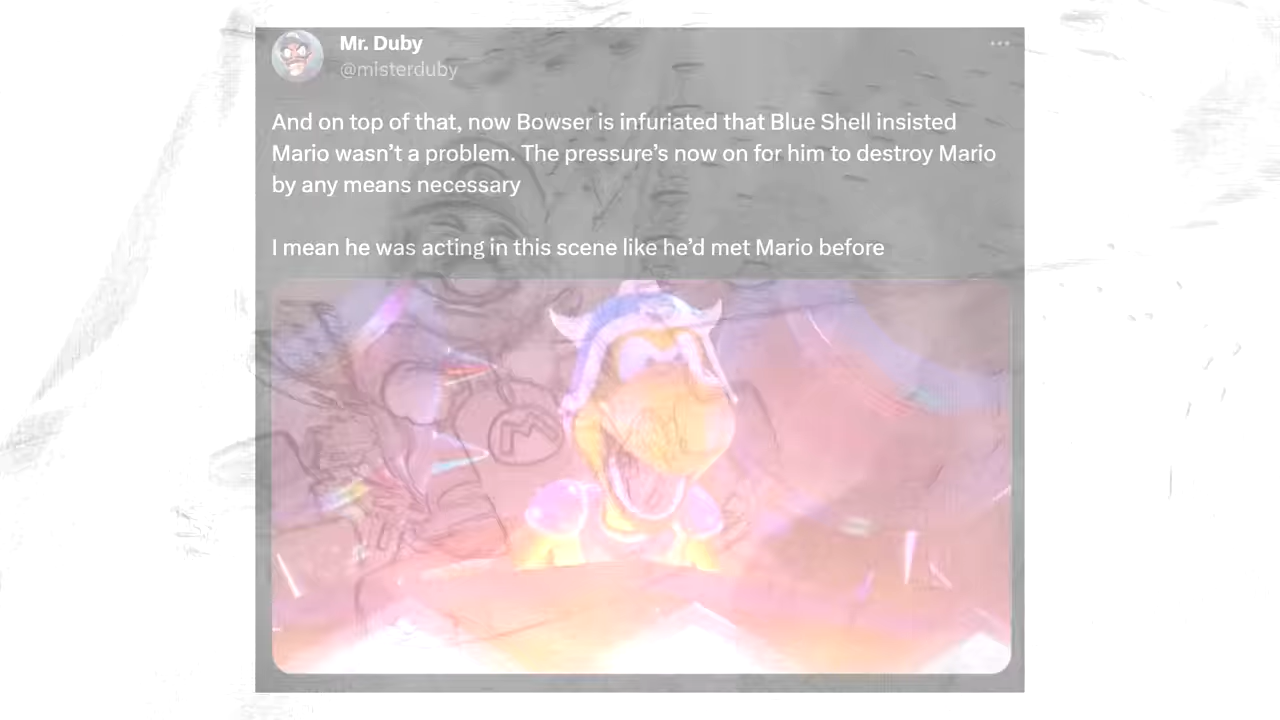 Mr. Duby
@misterduby
And on top of that, now Bowser is infuriated that Blue Shell insisted
Mario wasn’t a problem. The pressure’s now on for him to destroy Mario
by any means necessary
I mean he was acting in this scene like he’d met Mario before
M